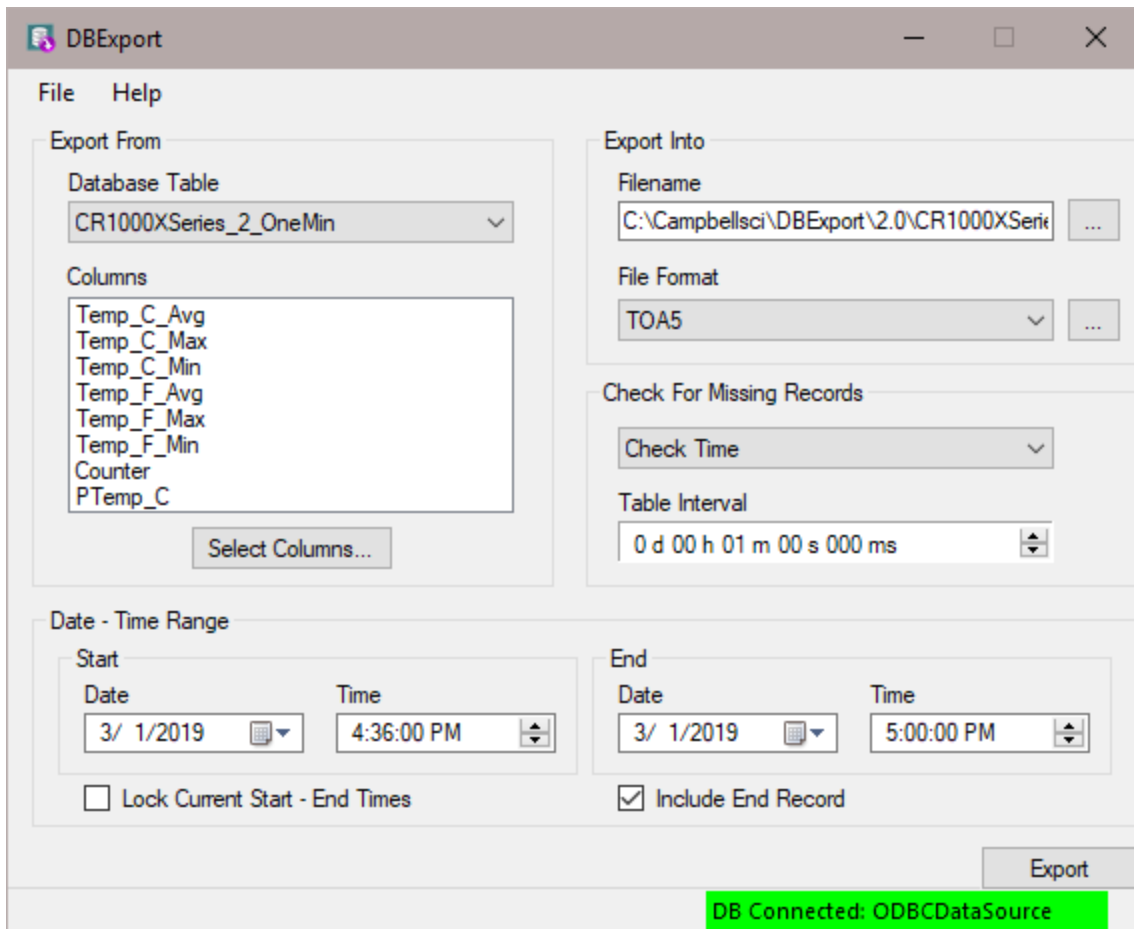 DBExport
File Help
Export From
Database Table
CR1000XSeries_2_OneMin
Columns
Temp_C_Avg
Temp_C_Max
Temp_C_Min
Temp_F_Avg
Temp_F_Max
Temp_F_Min
Counter
PTemp_C
Select Columns...
Export Into
Filename
C:\Campbellsci\DBExport\2.0\CR1000XSerie
...
File Format
TOA5
...
Check For Missing Records
Check Time
Table Interval
0 d 00 h 01 m 00 s 000 ms
Date - Time Range
Start
Date Time
3/ 1/2019 4:36:00 PM
Lock Current Start - End Times
End
Date Time
3/ 1/2019 5:00:00 PM
Include End Record
Export
DB Connected: ODBCDataSource